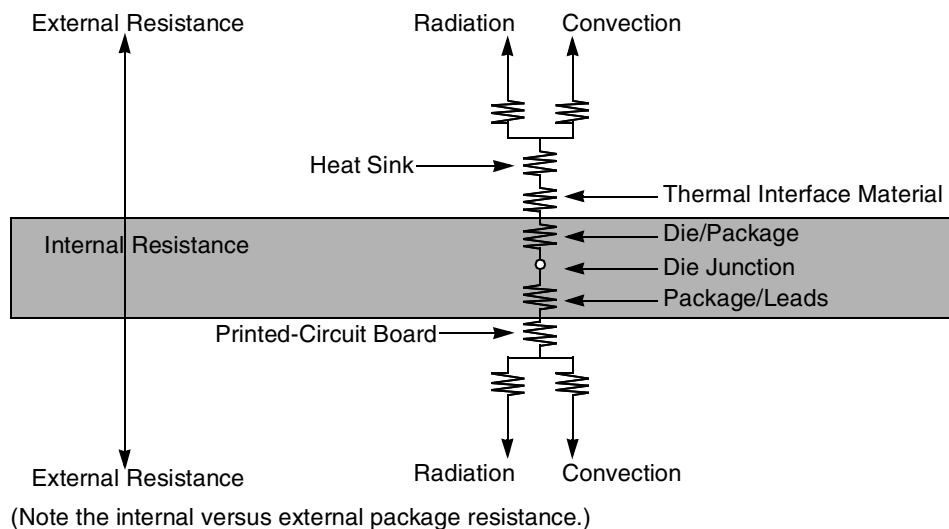 External Resistance
Radiation
Convection
Heat Sink
Thermal Interface Material
Internal Resistance
Die/Package
Die Junction
Package/Leads
Printed-Circuit Board
External Resistance
Radiation
Convection
(Note the internal versus external package resistance.)